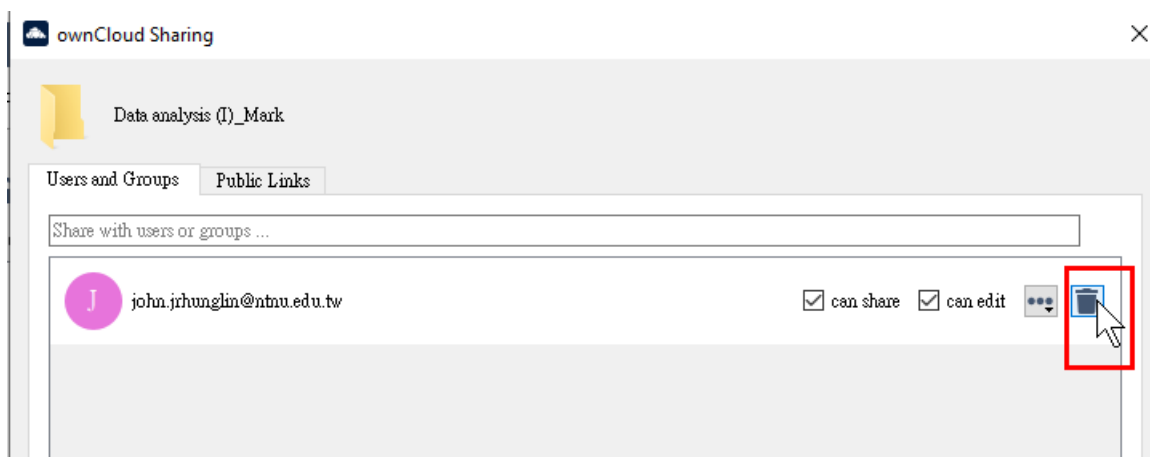 ownCloud Sharing
Data analysis (I)_Mark
Users and Groups Public Links
Share with users or groups ...
J john.jrhunglin@ntnu.edu.tw can share can edit